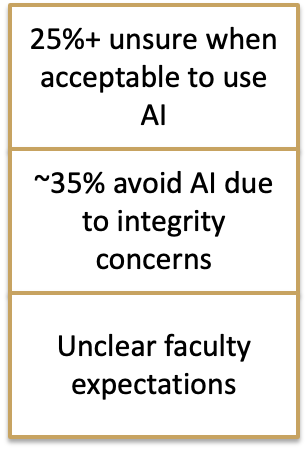 25%+ unsure when
acceptable to use
AI
~35% avoid AI due
to integrity
concerns
Unclear faculty
expectations